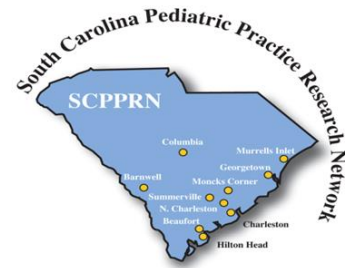 South Carolina Pediatric Practice Research Network
SCPPRN
Columbia
Murrells Inlet
Georgetown
Barnwell
Moncks Corner
Summerville
N. Charleston
Beaufort
Charleston
Hilton Head